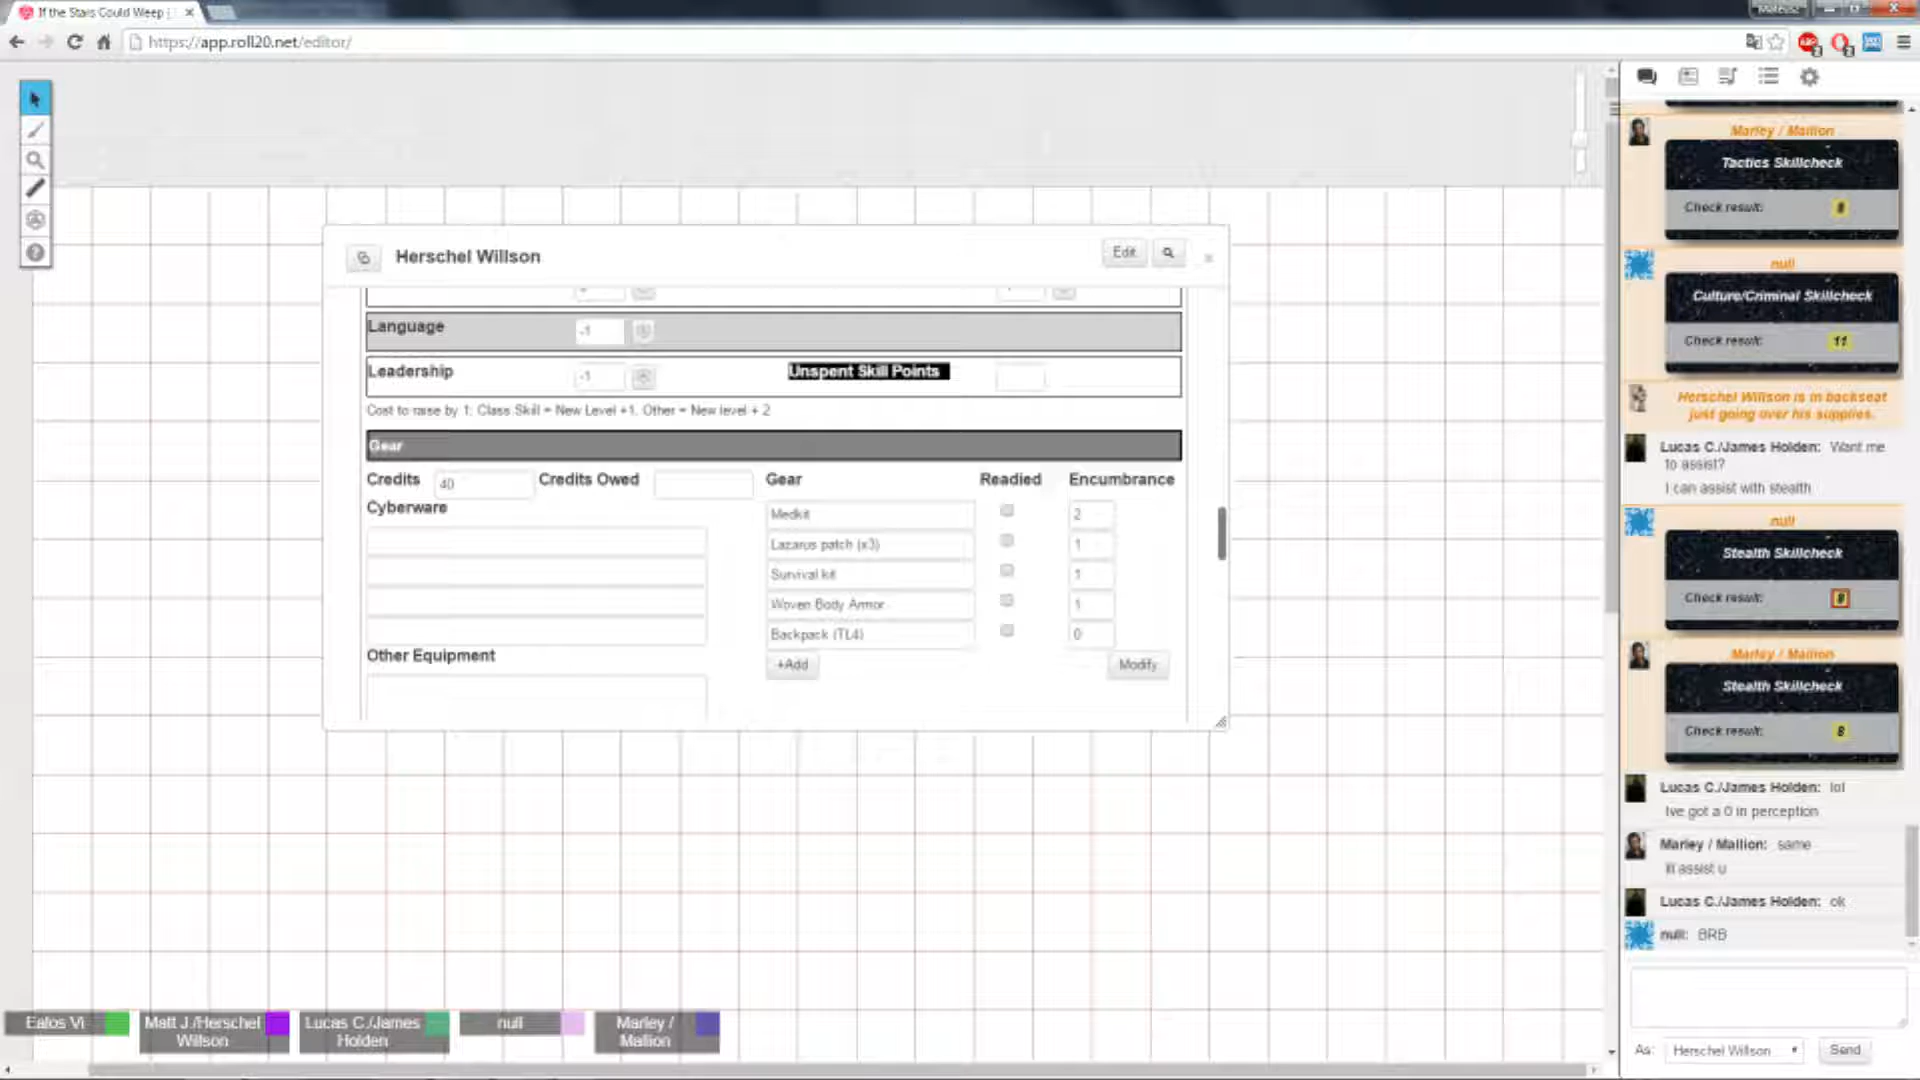 If the Stars Could Weep |
Mateusz
https://app.roll20.net/editor/
Herschel Willson
Edit
Language
-1
Leadership
-1
Unspent Skill Points
Cost to raise by 1: Class Skill = New Level +1. Other = New level + 2
Gear
Credits
40
Credits Owed
Gear
Readied
Encumbrance
Cyberware
Medkit
2
Lazarus patch (x3)
1
Survival kit
1
Woven Body Armor
1
Backpack (TL4)
0
Other Equipment
+Add
Modify
Marley / Mallion
Tactics Skillcheck
Check result:
null
Culture/Criminal Skillcheck
Check result:
11
Herschel Willson is in backseat
just going over his supplies.
Lucas C./James Holden: Want me
to assist?
I can assist with stealth
null
Stealth Skillcheck
Check result:
Marley / Mallion
Stealth Skillcheck
Check result:
8
Lucas C./James Holden: lol
Ive got a 0 in perception
Marley / Mallion: same
Ill assist u
Lucas C./James Holden: ok
null: BRB
Ealos Vi
Matt J./Herschel
Willson
Lucas C./James
Holden
null
Marley /
Mallion
As:
Herschel Willson
Send